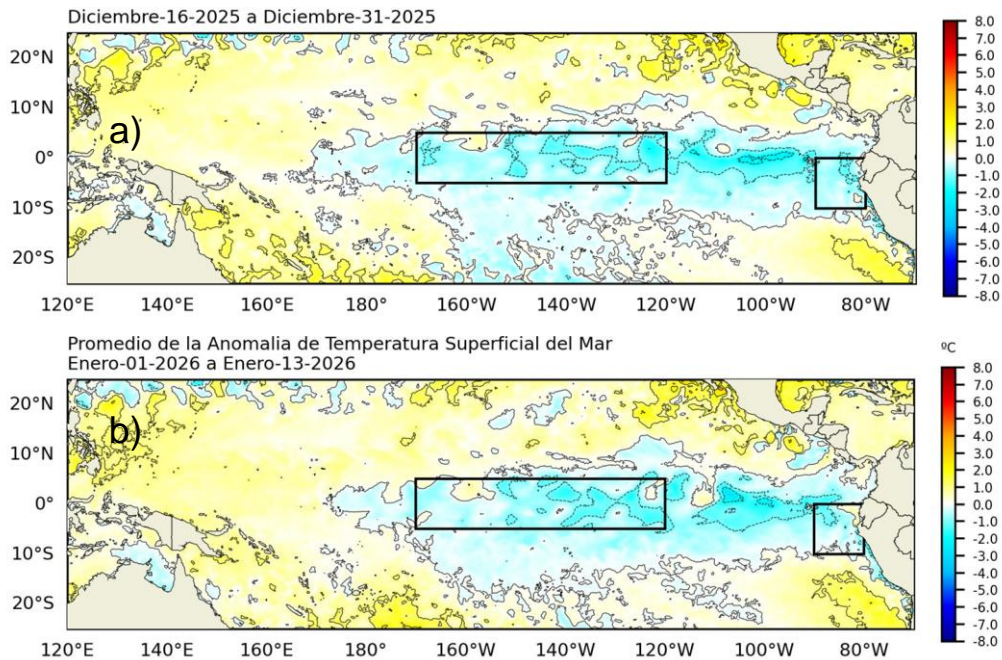 Diciembre-16-2025 a Diciembre-31-2025
8.0
20°N
7.0
6.0
5.0
10°N
4.0
a)
3.0
2.0
1.0
0°
0.0
-1.0
-2.0
10°S
-3.0
-4.0
-5.0
20°S
-6.0
-7.0
-8.0
120°E 140°E 160°E 180° 160°W 140°W 120°W 100°W 80°W
Promedio de la Anomalia de Temperatura Superficial del Mar
Enero-01-2026 a Enero-13-2026
ºC
8.0
20°N
7.0
6.0
b)
5.0
10°N
4.0
3.0
2.0
1.0
0°
0.0
-1.0
-2.0
10°S
-3.0
-4.0
-5.0
20°S
-6.0
-7.0
-8.0
120°E 140°E 160°E 180° 160°W 140°W 120°W 100°W 80°W